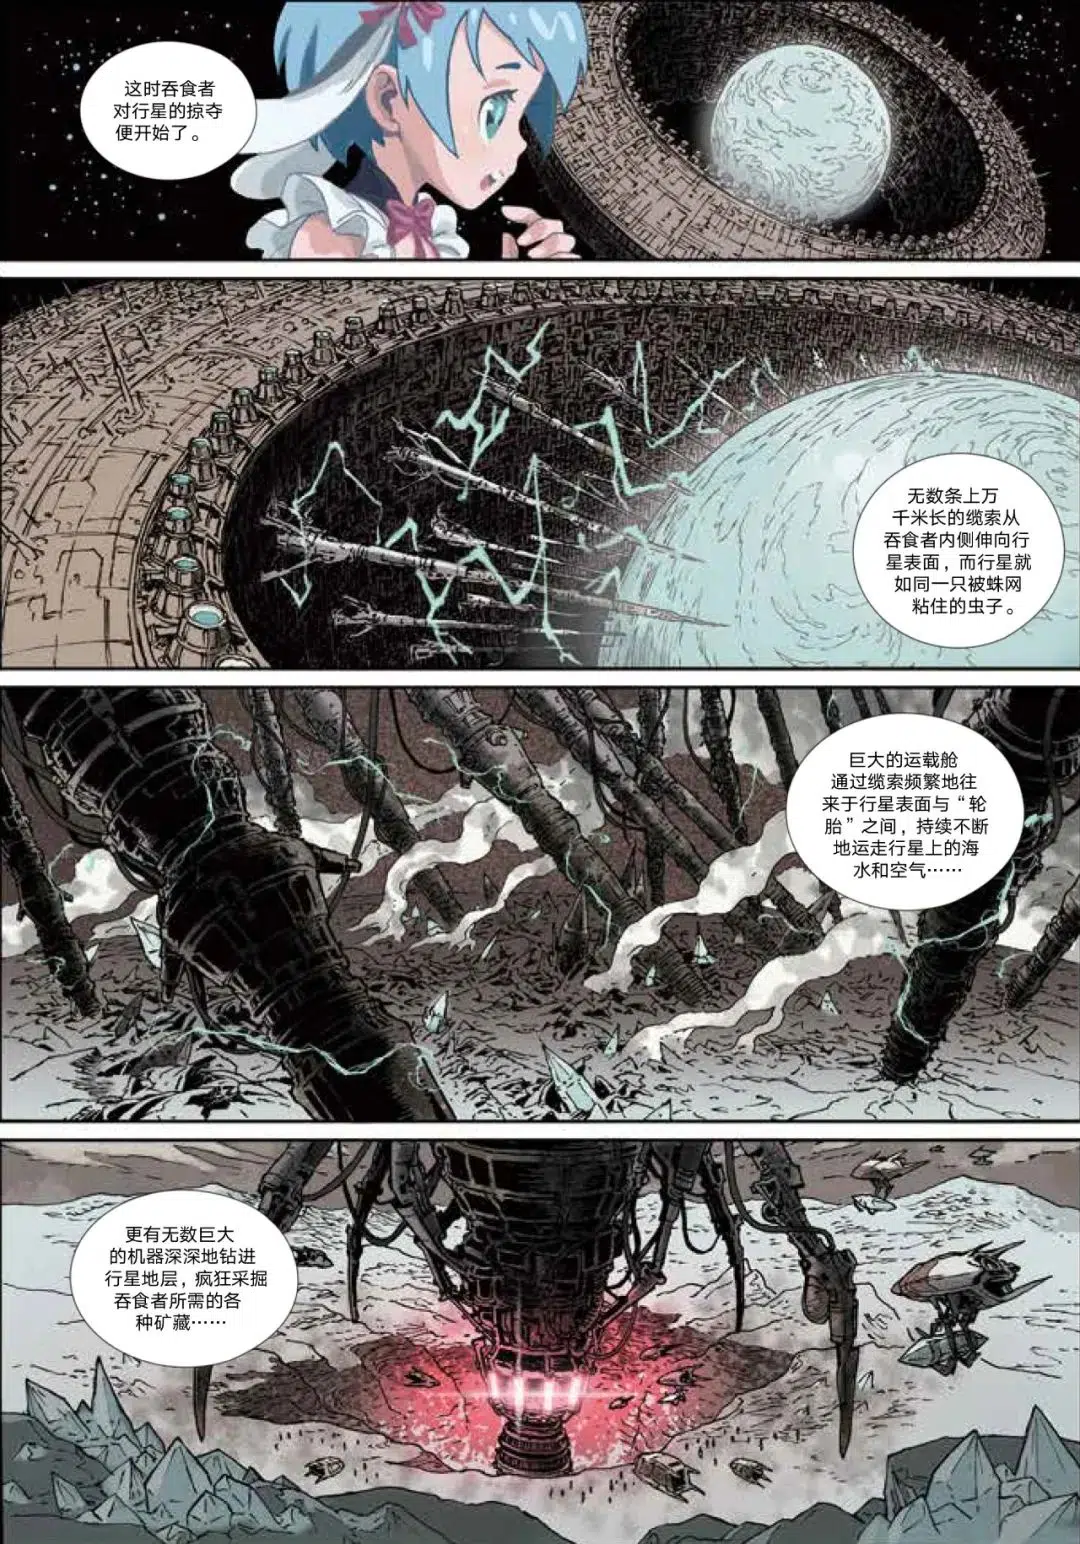 这时吞食者
对行星的掠夺
便开始了。
无数条上万
千米长的缆索从
吞食者内侧伸向行
星表面，而行星就
如同一只被蛛网
粘住的虫子。
巨大的运载舱
通过缆索频繁地往
来于行星表面与“轮
胎”之间，持续不断
地运走行星上的海
水和空气……
更有无数巨大
的机器深深地钻进
行星地层，疯狂采掘
吞食者所需的各
种矿藏……